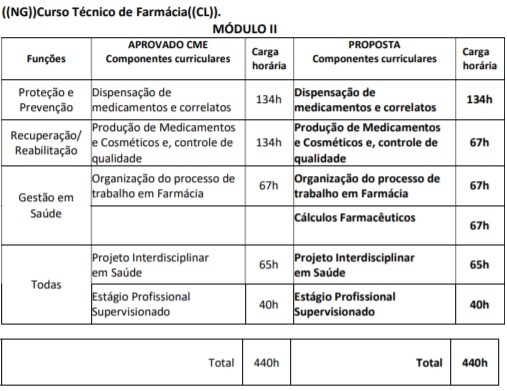 ((NG))Curso Técnico de Farmácia((CL)).
MÓDULO II
Funções
APROVADO CME
Componentes curriculares
Carga
horária
PROPOSTA
Componentes curriculares
Carga
horária
Proteção e
Prevenção
Dispensação de
medicamentos e correlatos
134h
Dispensação de
medicamentos e correlatos
134h
Recuperação/
Reabilitação
Produção de Medicamentos
e Cosméticos e, controle de
qualidade
134h
Produção de Medicamentos
e Cosméticos e, controle de
qualidade
67h
Gestão em
Saúde
Organização do processo de
trabalho em Farmácia
67h
Organização do processo de
trabalho em Farmácia
67h
Cálculos Farmacêuticos
67h
Todas
Projeto Interdisciplinar
em Saúde
65h
Projeto Interdisciplinar
em Saúde
65h
Estágio Profissional
Supervisionado
40h
Estágio Profissional
Supervisionado
40h
Total
440h
Total
440h